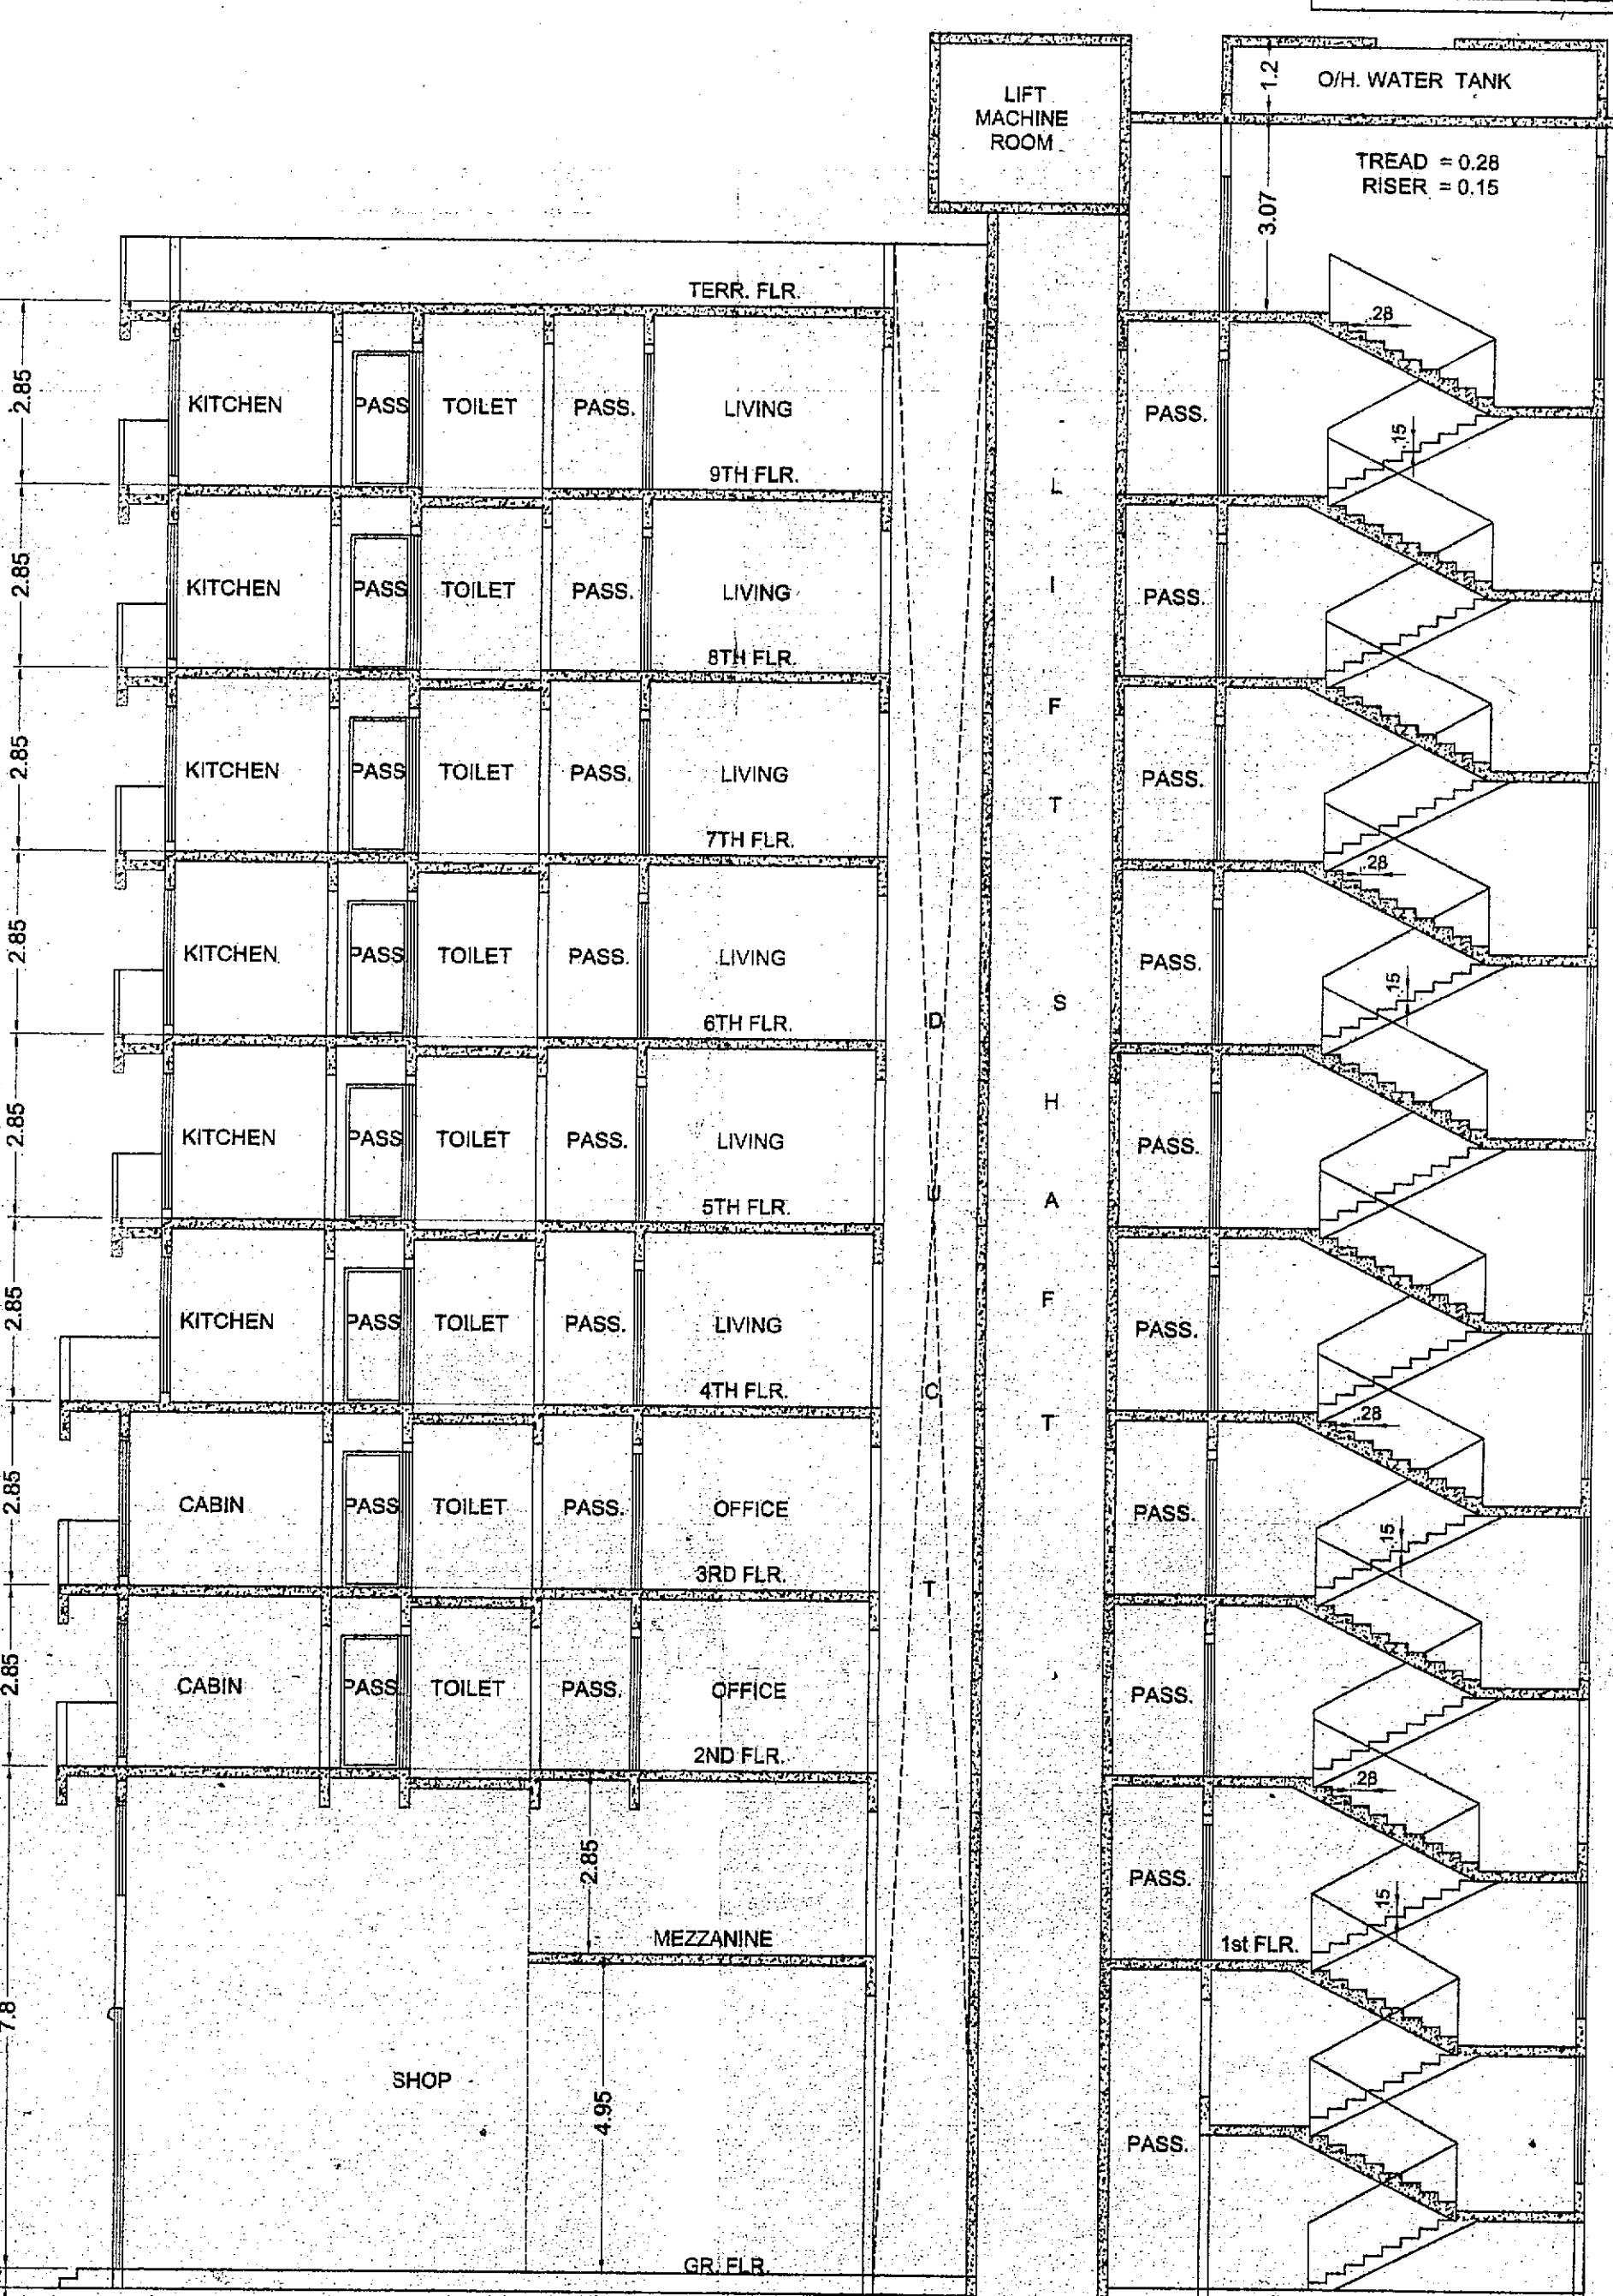 LIFT
MACHINE
ROOM
1.2
O/H. WATER TANK
TREAD = 0.28
RISER = 0.15
3.07
TERR. FLR.
.28
2.85
KITCHEN PASS TOILET PASS. LIVING PASS.
.15
9TH FLR.
2.85
KITCHEN PASS TOILET PASS. LIVING PASS.
8TH FLR.
2.85
KITCHEN PASS TOILET PASS. LIVING PASS.
7TH FLR.
.28
2.85
KITCHEN PASS TOILET PASS. LIVING PASS.
.15
6TH FLR.
2.85
KITCHEN PASS TOILET PASS. LIVING PASS.
5TH FLR.
2.85
KITCHEN PASS TOILET PASS. LIVING PASS.
4TH FLR.
.28
2.85
CABIN PASS TOILET PASS. OFFICE PASS.
.15
3RD FLR.
2.85
CABIN PASS TOILET PASS. OFFICE PASS.
2ND FLR.
.28
2.85
PASS.
.15
MEZZANINE
1st FLR.
7.8
SHOP
4.95
PASS.
GR. FLR.
DUCT
LIFT SHAFT